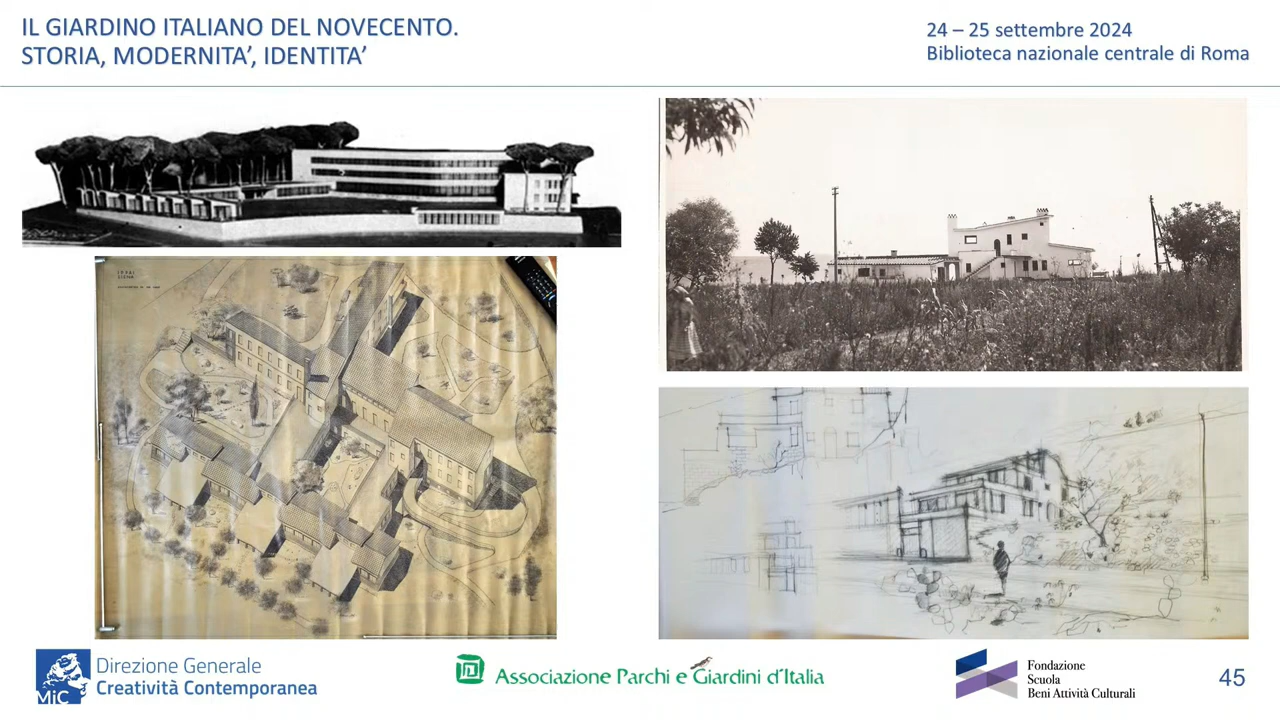 IL GIARDINO ITALIANO DEL NOVECENTO.
STORIA, MODERNITA’, IDENTITA’
24 – 25 settembre 2024
Biblioteca nazionale centrale di Roma
MiC
Direzione Generale
Creatività Contemporanea
Associazione Parchi e Giardini d'Italia
Fondazione
Scuola
Beni Attività Culturali
45